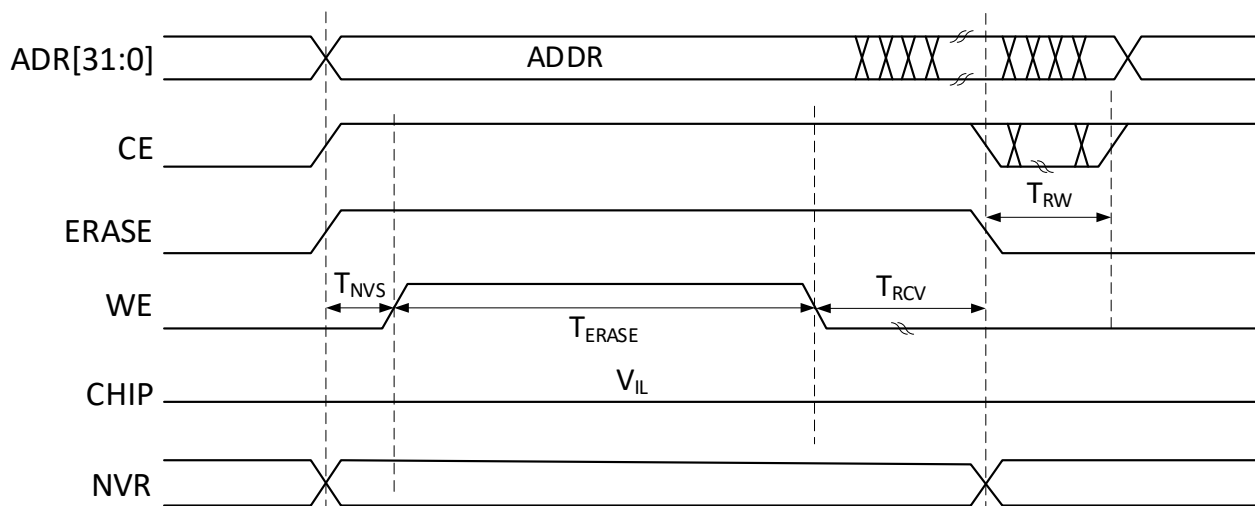 ADR[31:0]
ADDR
CE
TRW
ERASE
TNVS
WE
TRCV
TERASE
CHIP
VIL
NVR